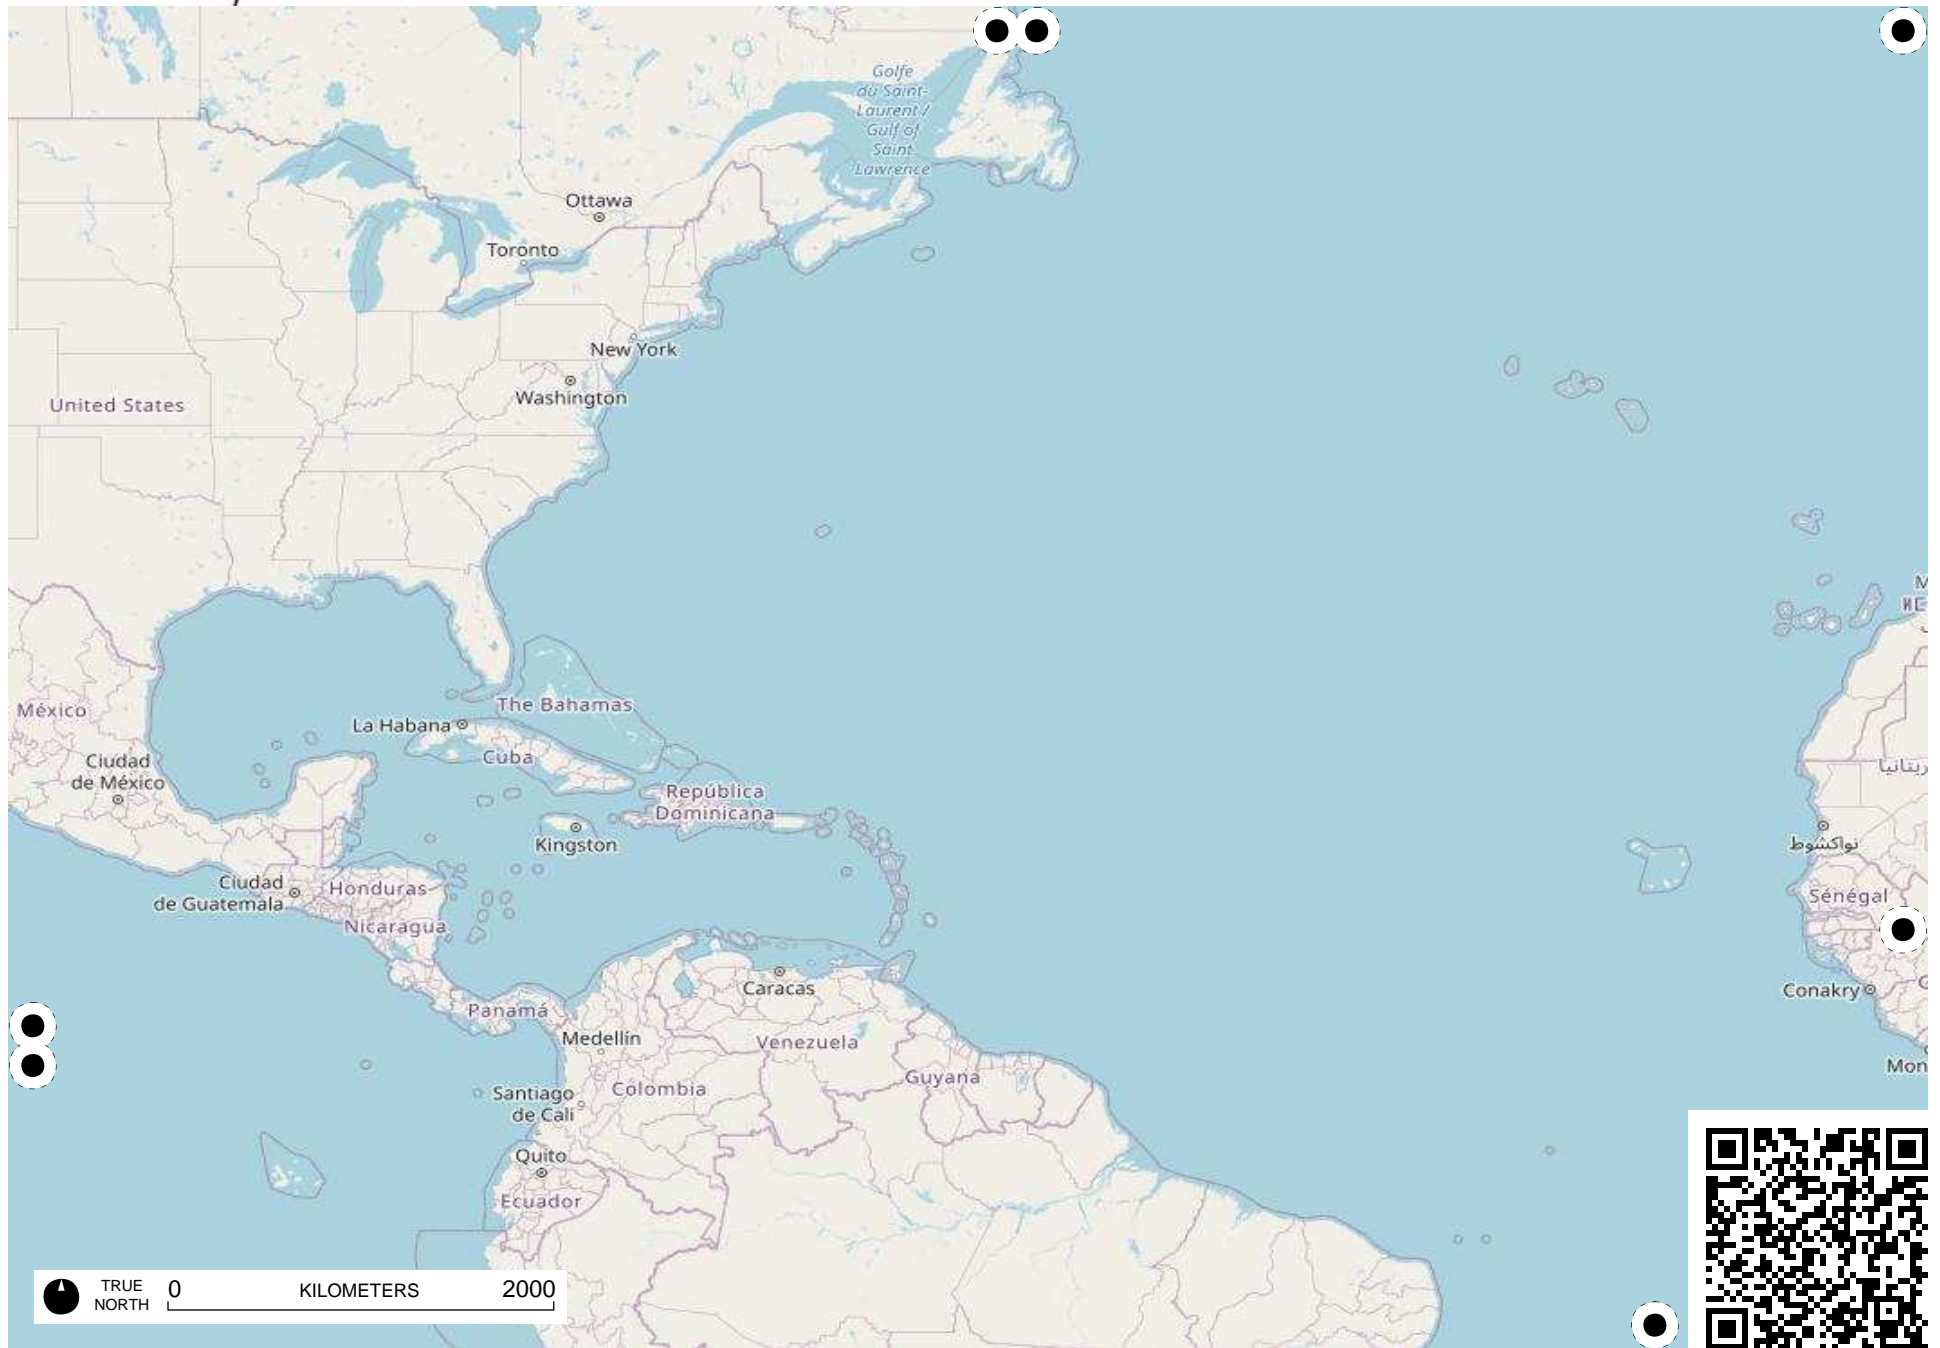 Golfe
du Saint-
Laurent /
Gulf of
Saint
Lawrence
Ottawa
Toronto
New York
Washington
United States
México
Ciudad
de México
La Habana
The Bahamas
Cuba
República
Dominicana
Kingston
Ciudad
de Guatemala
Honduras
Nicaragua
نواكشوط
Sénégal
Conakry
Panamá
Caracas
Medellín
Venezuela
Colombia
Guyana
Santiago
de Cali
Quito
Ecuador
Mon
TRUE
NORTH
0 KILOMETERS 2000